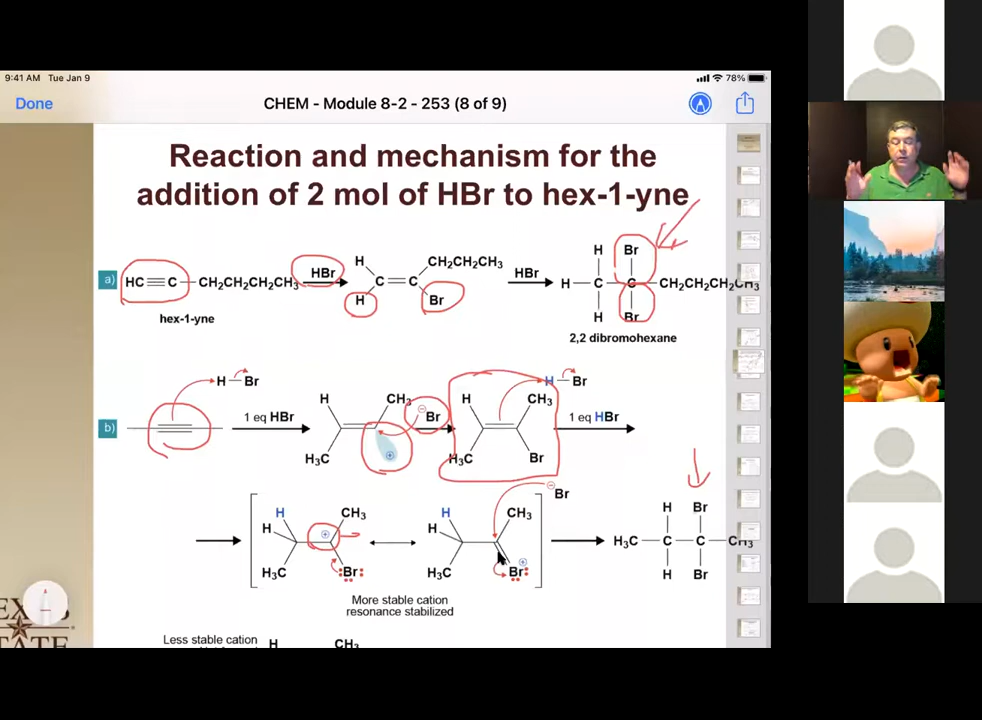 9:41 AM Tue Jan 9
78%
Done
CHEM - Module 8-2 - 253 (8 of 9)
Reaction and mechanism for the
addition of 2 mol of HBr to hex-1-yne
a)
HC≡C-CH₂CH₂CH₂CH₃
HBr
H
H
C=C
CH₂CH₂CH₃
Br
HBr
H
Br
H-C-C-CH₂CH₂CH₂CH₃
H
Br
hex-1-yne
2,2 dibromohexane
b)
H-Br
1 eq HBr
H
CH₃
H₃C
⊕
⊖
Br
H
CH₃
H₃C
Br
H-Br
1 eq HBr
H
H
CH₃
⊕
H₃C
:Br:
H
H
CH₃
H₃C
⊕
Br:
⊖
Br
H
Br
H₃C-C-C-CH₃
H
Br
More stable cation
resonance stabilized
Less stable cation
H
CH₃